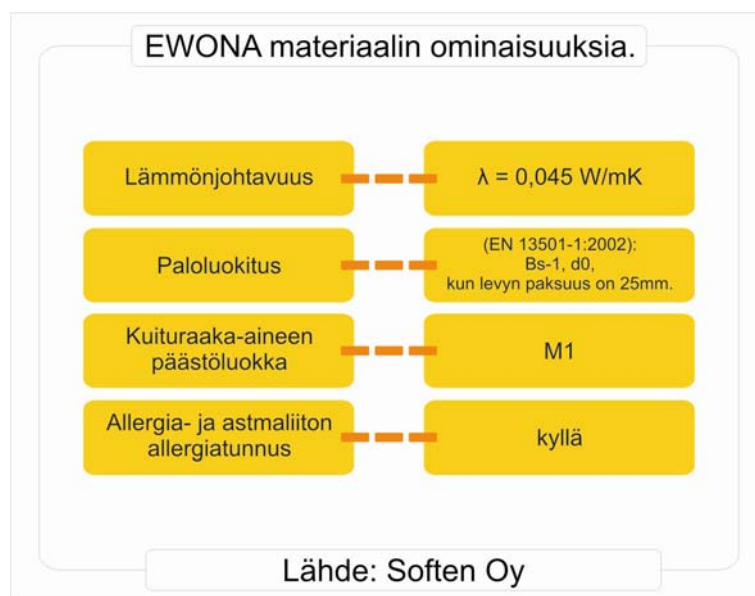 EWONA materiaalin ominaisuuksia.
Lämmönjohtavuus
λ = 0,045 W/mK
Paloluokitus
(EN 13501-1:2002):
Bs-1, d0,
kun levyn paksuus on 25mm.
Kuituraaka-aineen
päästöluokka
M1
Allergia- ja astmaliiton
allergiatunnus
kyllä
Lähde: Soften Oy